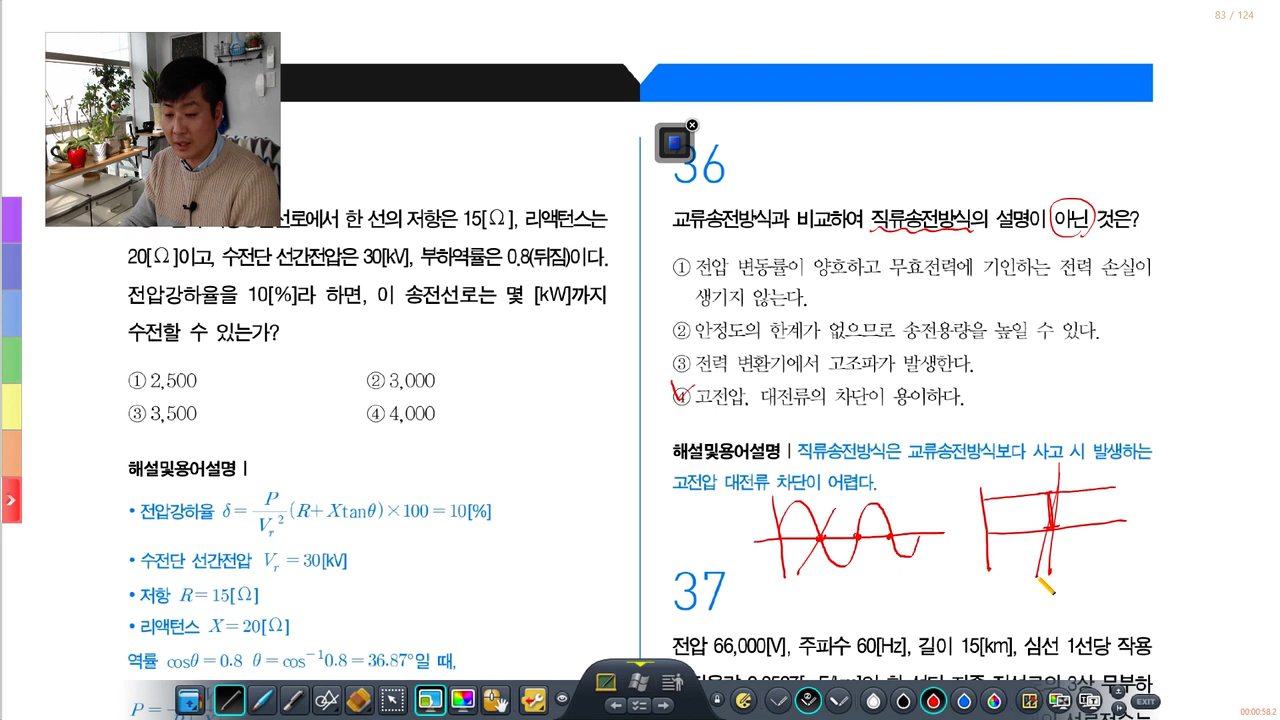 83 / 124
선로에서 한 선의 저항은 15[Ω], 리액턴스는
20[Ω]이고, 수전단 선간전압은 30[kV], 부하역률은 0.8(뒤짐)이다.
전압강하율을 10[%]라 하면, 이 송전선로는 몇 [kW]까지
수전할 수 있는가?
① 2,500 ② 3,000
③ 3,500 ④ 4,000
해설및용어설명 |
• 전압강하율 δ = P/V_r² (R+Xtanθ)×100 = 10[%]
• 수전단 선간전압 V_r = 30[kV]
• 저항 R = 15[Ω]
• 리액턴스 X = 20[Ω]
역률 cosθ = 0.8 θ = cos⁻¹0.8 = 36.87°일 때,
36
교류송전방식과 비교하여 직류송전방식의 설명이 아닌 것은?
① 전압 변동률이 양호하고 무효전력에 기인하는 전력 손실이
생기지 않는다.
② 안정도의 한계가 없으므로 송전용량을 높일 수 있다.
③ 전력 변환기에서 고조파가 발생한다.
④ 고전압, 대전류의 차단이 용이하다.
해설및용어설명 | 직류송전방식은 교류송전방식보다 사고 시 발생하는
고전압 대전류 차단이 어렵다.
37
전압 66,000[V], 주파수 60[Hz], 길이 15[km], 심선 1선당 작용
EXIT
00:00:58.2